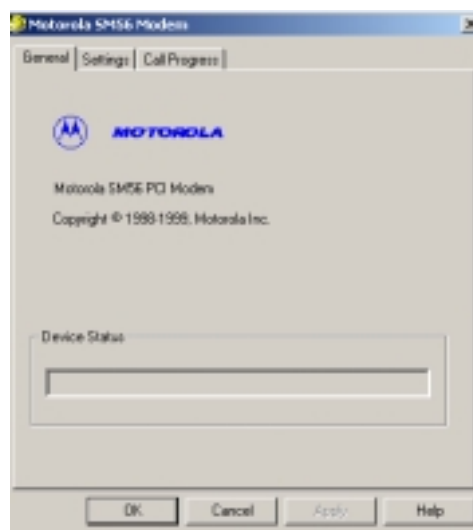 Motorola SM56 Modem
General Settings Call Progress
MOTOROLA
Motorola SM56 PCI Modem
Copyright © 1998-1999, Motorola Inc.
Device Status
OK Cancel Apply Help